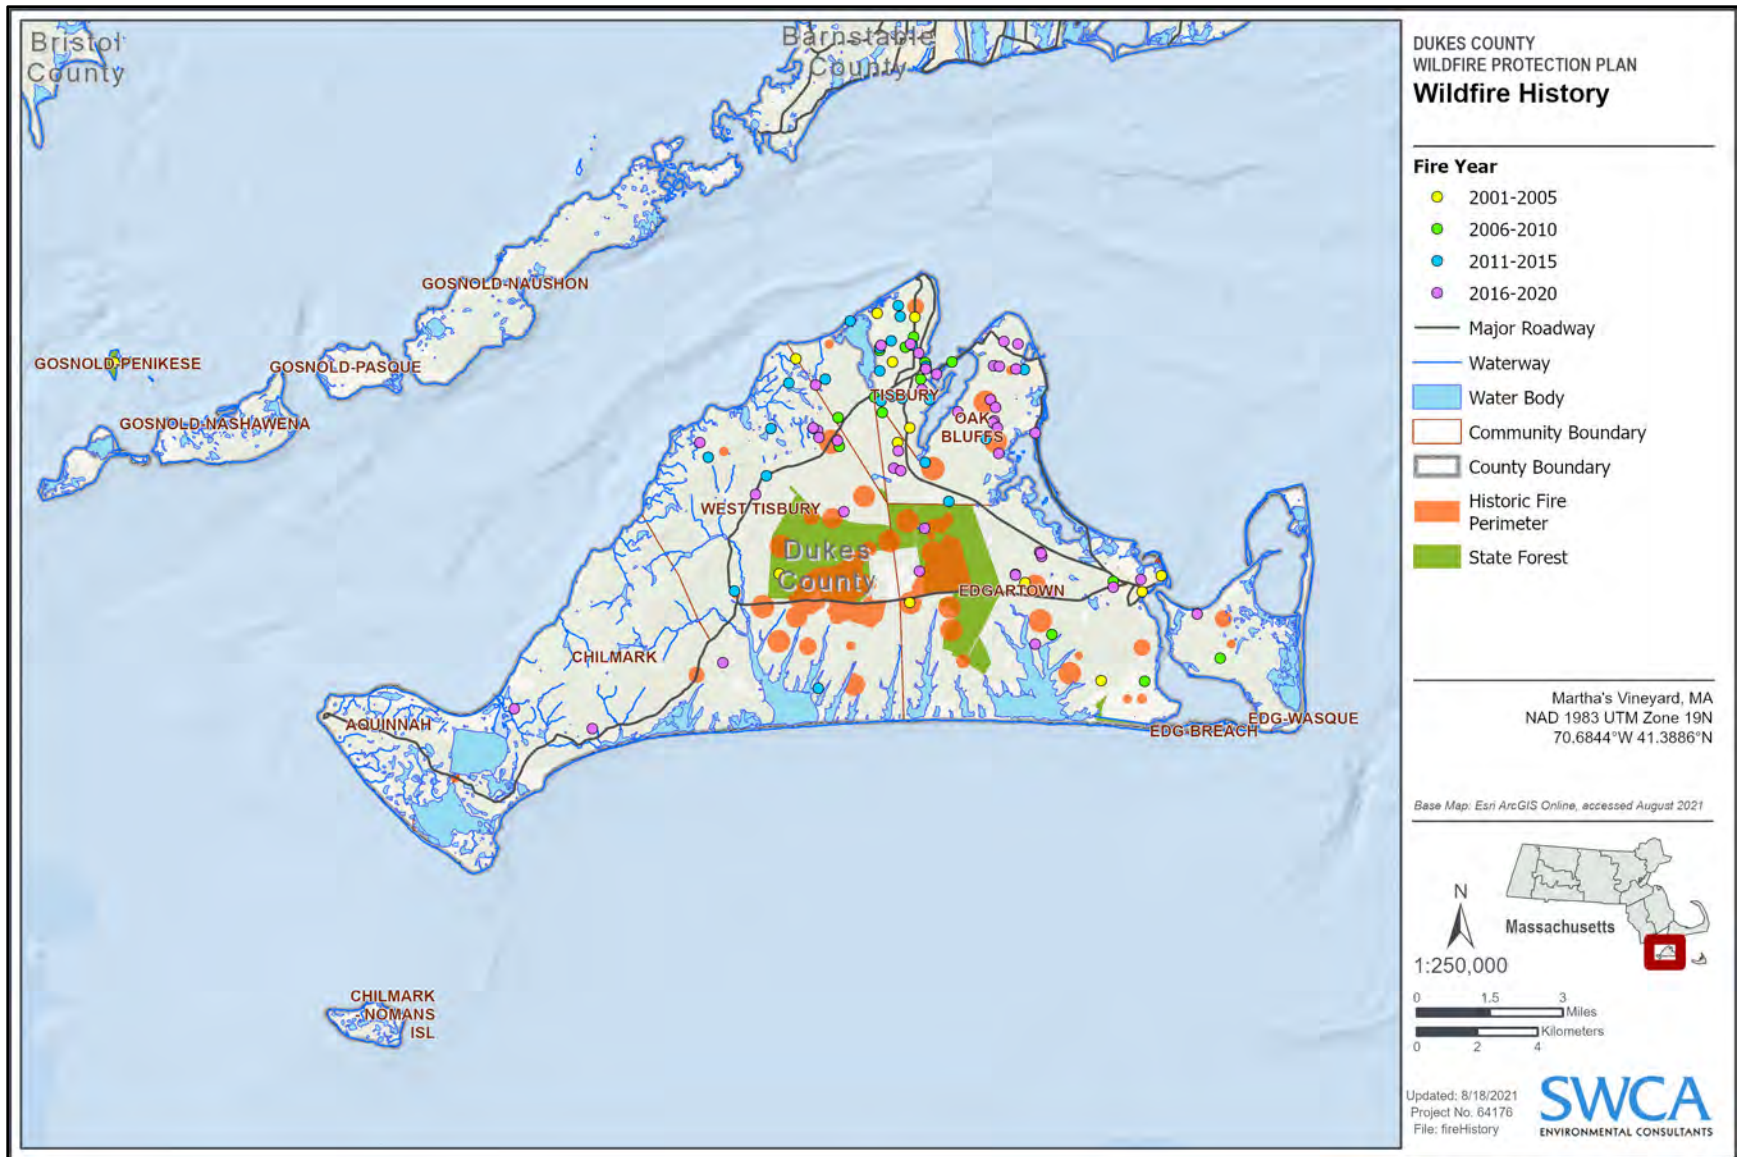 Bristol
County
Barnstable
County
GOSNOLD-NAUSHON
GOSNOLD-PENIKESE
GOSNOLD-PASQUE
GOSNOLD-NASHAWENA
TISBURY
OAK
BLUFFS
WEST TISBURY
Dukes
County
EDGARTOWN
CHILMARK
AQUINNAH
EDG-WASQUE
EDG-BREACH
CHILMARK
-NOMANS
ISL
DUKES COUNTY
WILDFIRE PROTECTION PLAN
Wildfire History
Fire Year
2001-2005
2006-2010
2011-2015
2016-2020
Major Roadway
Waterway
Water Body
Community Boundary
County Boundary
Historic Fire
Perimeter
State Forest
Martha's Vineyard, MA
NAD 1983 UTM Zone 19N
70.6844°W 41.3886°N
Base Map: Esri ArcGIS Online, accessed August 2021
N
Massachusetts
1:250,000
0 1.5 3
Miles
Kilometers
0 2 4
Updated: 8/18/2021
Project No. 64176
File: fireHistory
SWCA
ENVIRONMENTAL CONSULTANTS